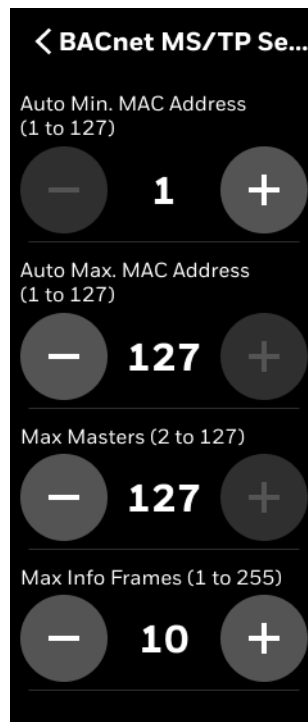 BACnet MS/TP Se...
Auto Min. MAC Address
(1 to 127)
1
Auto Max. MAC Address
(1 to 127)
127
Max Masters (2 to 127)
127
Max Info Frames (1 to 255)
10